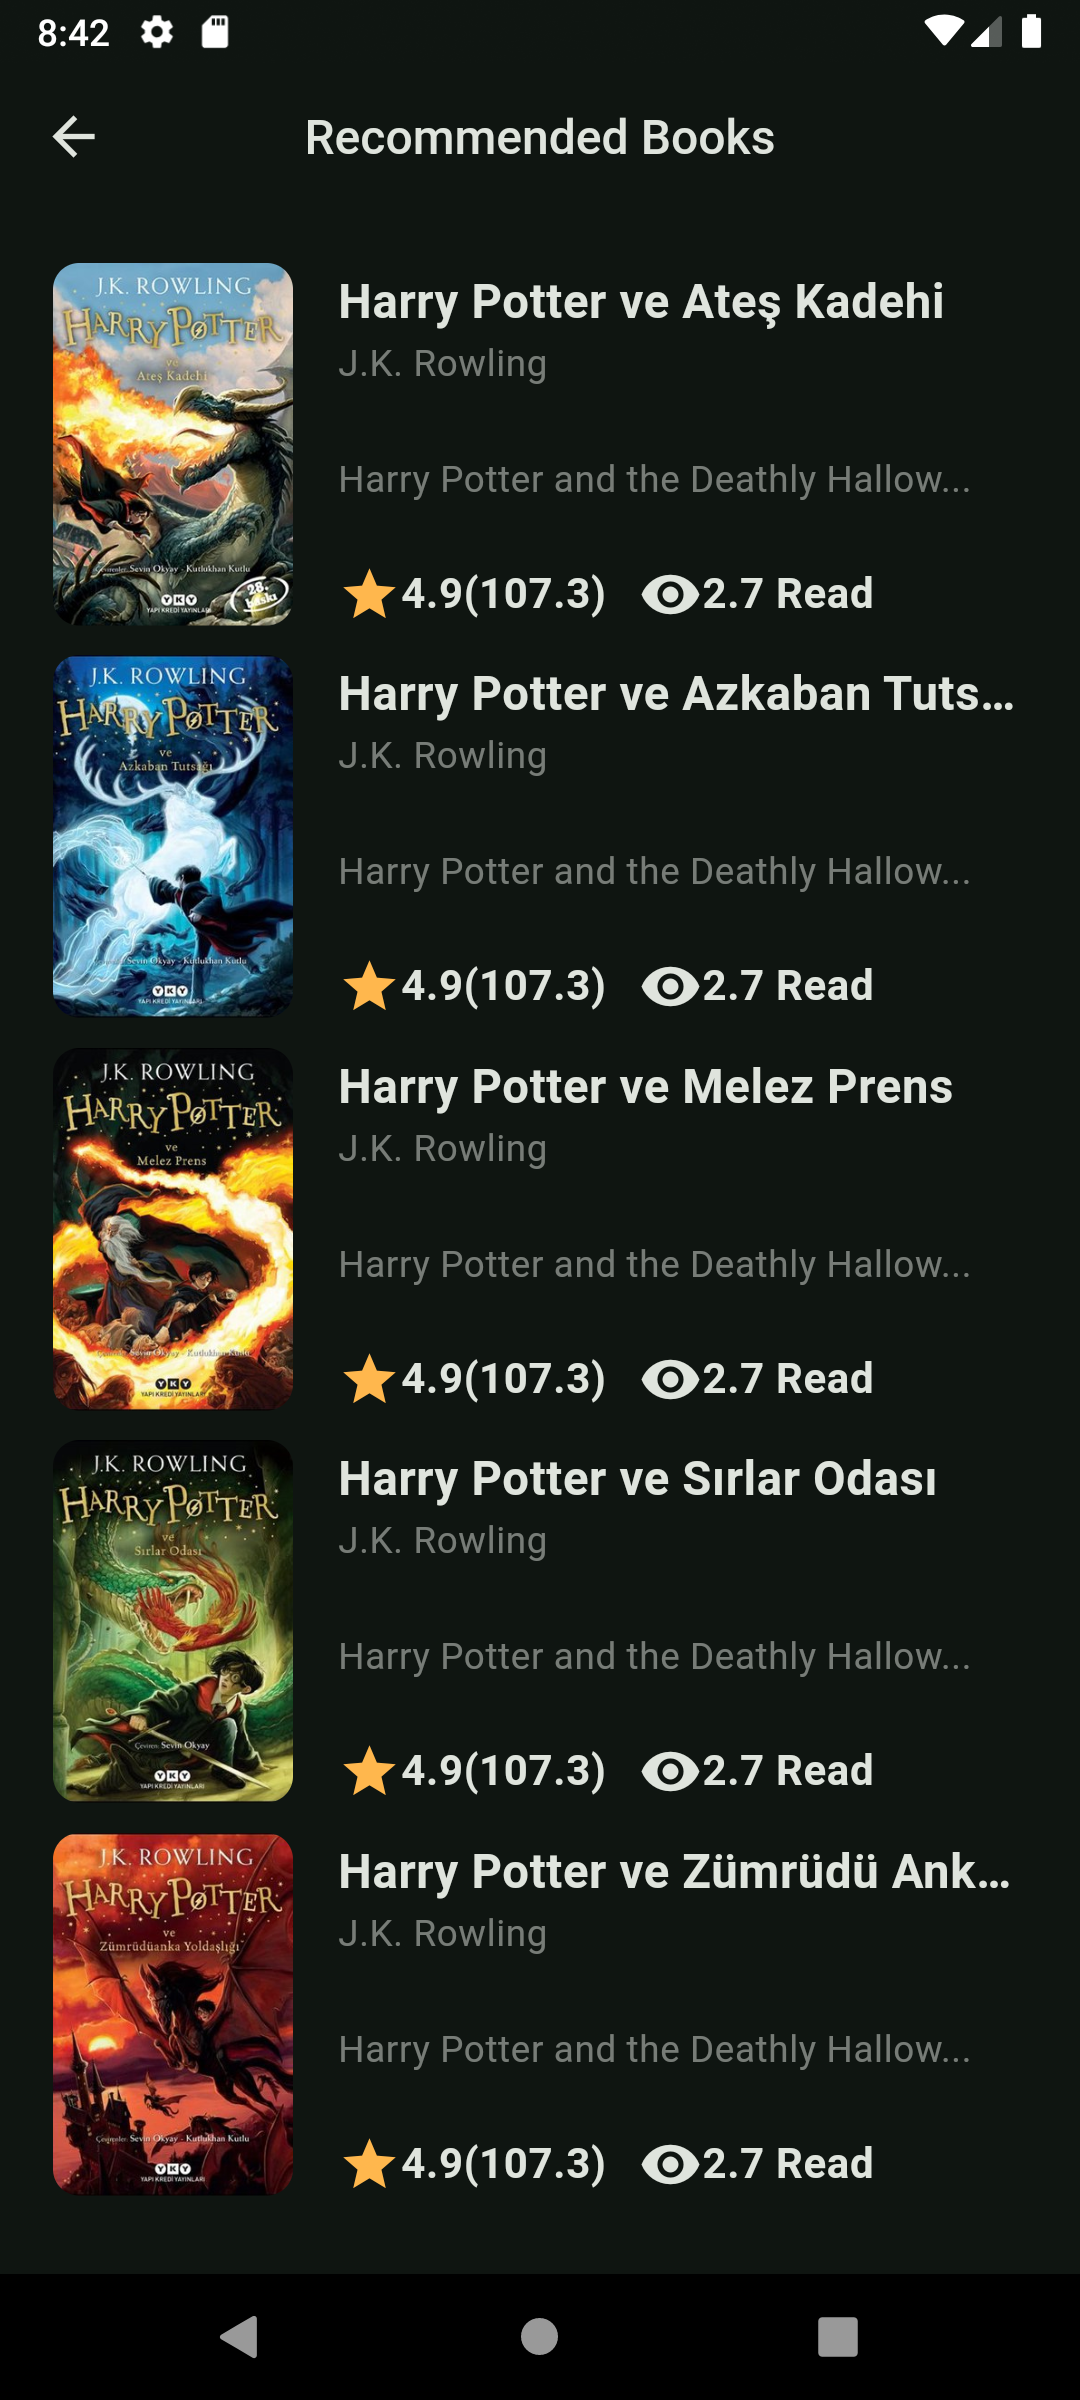 8:42
Recommended Books
J.K. ROWLING
HARRY POTTER
ve
Ateş Kadehi
Çevirenler: Sevin Okyay - Kutlukhan Kutlu
28. baskı
YKY
YAPI KREDİ YAYINLARI
Harry Potter ve Ateş Kadehi
J.K. Rowling
Harry Potter and the Deathly Hallow...
4.9(107.3) 2.7 Read
J.K. ROWLING
HARRY POTTER
ve
Azkaban Tutsağı
Sevin Okyay - Kutlukhan Kutlu
YKY
YAPI KREDİ YAYINLARI
Harry Potter ve Azkaban Tuts...
J.K. Rowling
Harry Potter and the Deathly Hallow...
4.9(107.3) 2.7 Read
J.K. ROWLING
HARRY POTTER
ve
Melez Prens
Sevin Okyay - Kutlukhan Kutlu
YKY
YAPI KREDİ YAYINLARI
Harry Potter ve Melez Prens
J.K. Rowling
Harry Potter and the Deathly Hallow...
4.9(107.3) 2.7 Read
J.K. ROWLING
HARRY POTTER
ve
Sırlar Odası
Çeviren: Sevin Okyay
YKY
YAPI KREDİ YAYINLARI
Harry Potter ve Sırlar Odası
J.K. Rowling
Harry Potter and the Deathly Hallow...
4.9(107.3) 2.7 Read
J.K. ROWLING
HARRY POTTER
ve
Zümrüdüanka Yoldaşlığı
Çevirenler: Sevin Okyay - Kutlukhan Kutlu
YKY
YAPI KREDİ YAYINLARI
Harry Potter ve Zümrüdü Ank...
J.K. Rowling
Harry Potter and the Deathly Hallow...
4.9(107.3) 2.7 Read